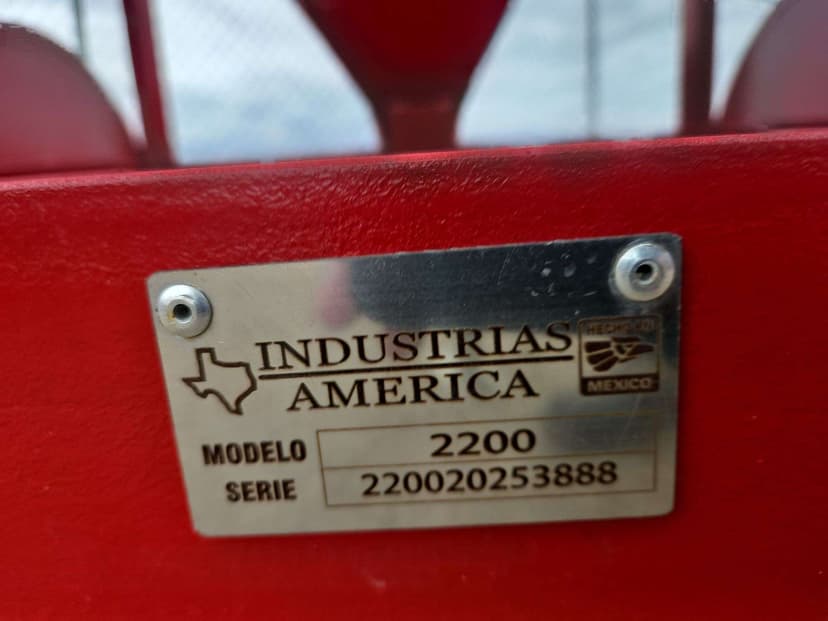 INDUSTRIAS
AMERICA
HECHO EN
MEXICO
MODELO 2200
SERIE 220020253888